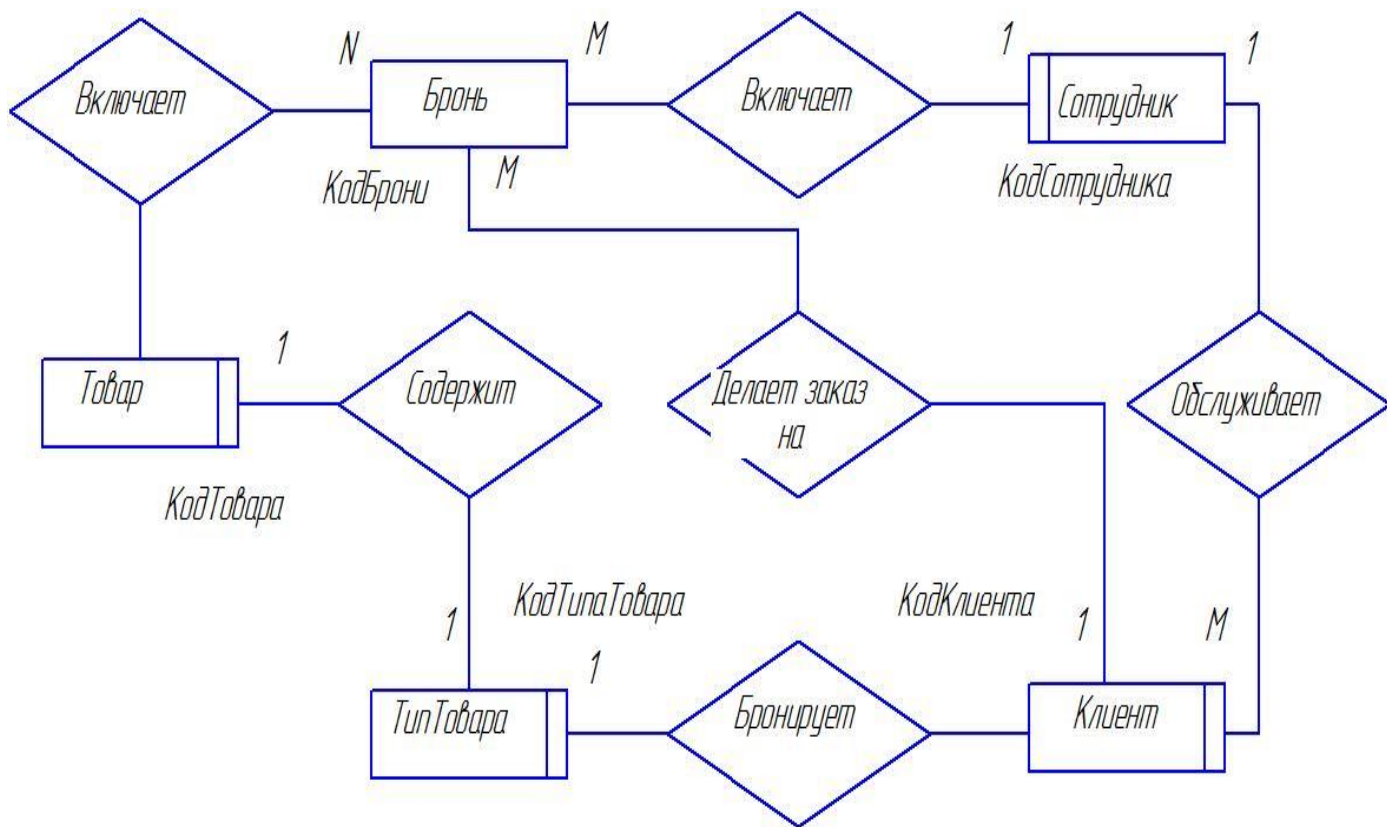 N
M
1
1
Включает
Бронь
Включает
Сотрудник
КодБрони
M
КодСотрудника
1
Товар
Содержит
Делает заказ
на
Обслуживает
КодТовара
КодТипаТовара
КодКлиента
1
1
1
M
ТипТовара
Бронирует
Клиент